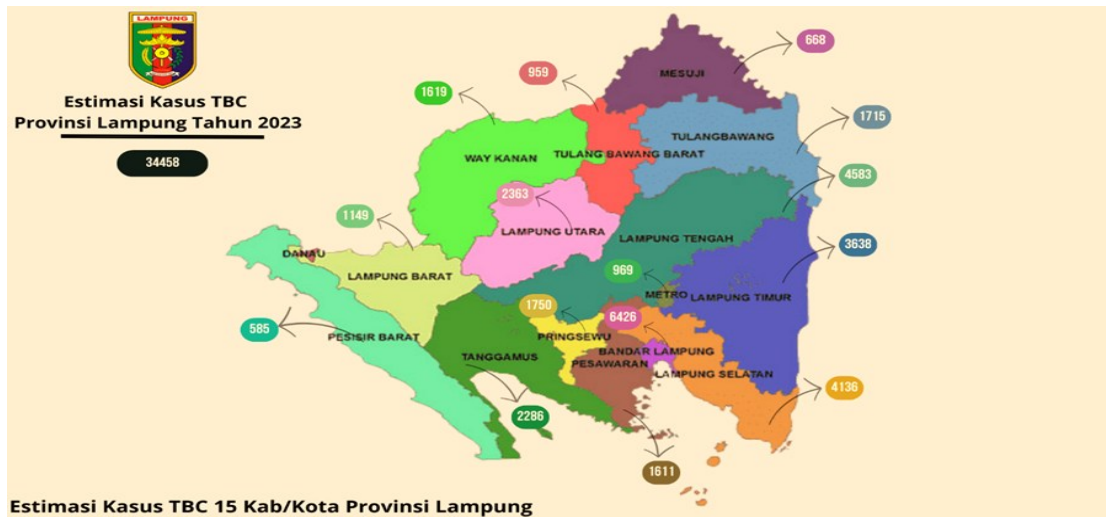 LAMPUNG
Estimasi Kasus TBC
Provinsi Lampung Tahun 2023
34458
668
MESUJI
959
1619
1715
TULANGBAWANG
WAY KANAN
TULANG BAWANG BARAT
4583
2363
1149
LAMPUNG UTARA
LAMPUNG TENGAH
3638
DANAU
LAMPUNG BARAT
969
METRO
LAMPUNG TIMUR
1750
6426
585
PESISIR BARAT
PRINGSEWU
BANDAR LAMPUNG
TANGGAMUS
PESAWARAN
LAMPUNG SELATAN
4136
2286
1611
Estimasi Kasus TBC 15 Kab/Kota Provinsi Lampung